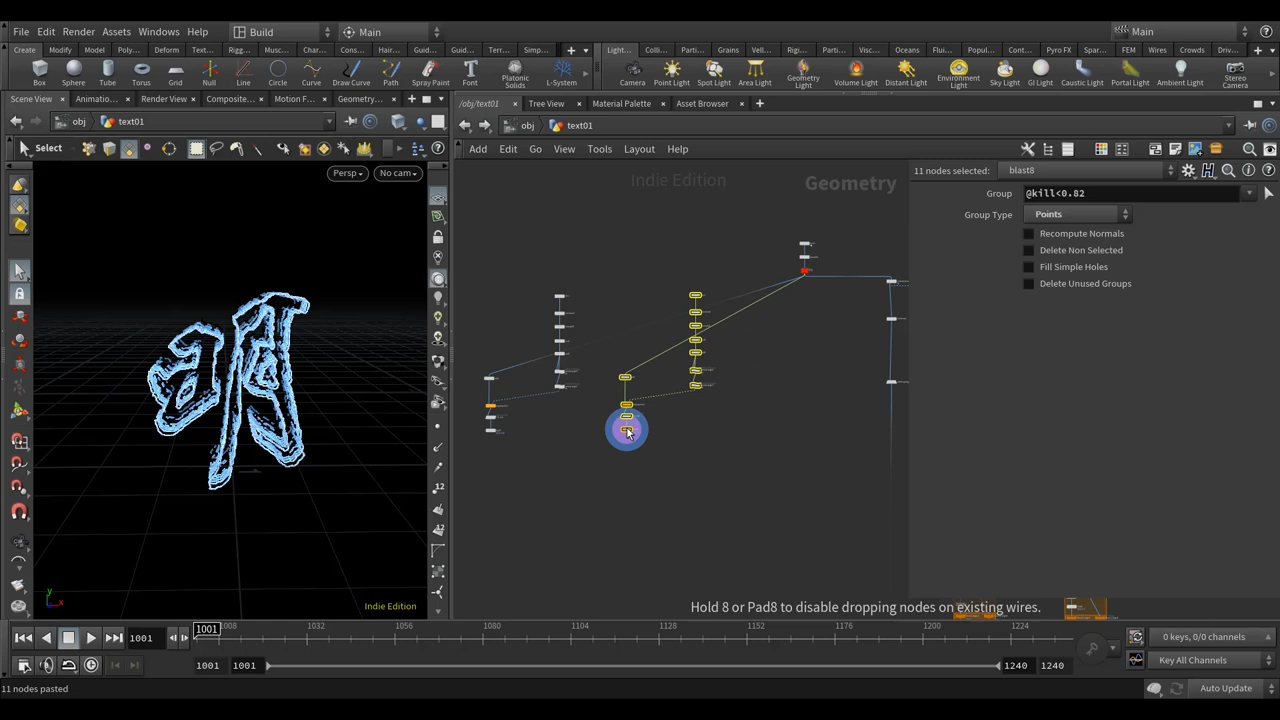 File Edit Render Assets Windows Help Build Main Main
Create Modify Model Poly... Deform Text... Rigg... Musc... Char... Cons... Hair... Guid... Guid... Terr... Simp... Light... Colli... Parti... Grains Vell... Rigi... Parti... Visc... Oceans Flui... Popul... Cont... Pyro FX Spar... FEM Wires Crowds Driv...
Box Sphere Tube Torus Grid Null Line Circle Curve Draw Curve Path Spray Paint Font Platonic Solids L-System Camera Point Light Spot Light Area Light Geometry Light Volume Light Distant Light Environment Light Sky Light GI Light Caustic Light Portal Light Ambient Light Stereo Camera
Scene View Animatio... Render View Composite... Motion F... Geometry... /obj/text01 Tree View Material Palette Asset Browser
obj text01 obj text01
Select Add Edit Go View Tools Layout Help
Persp No cam Indie Edition Geometry
11 nodes selected: blast8
Group @kill<0.82
Group Type Points
Recompute Normals
Delete Non Selected
Fill Simple Holes
Delete Unused Groups
12
12
y
x
Indie Edition
Hold 8 or Pad8 to disable dropping nodes on existing wires.
1001 1001 1008 1032 1056 1080 1104 1128 1152 1176 1200 1224 0 keys, 0/0 channels
1001 1001 1240 1240 Key All Channels
11 nodes pasted Auto Update